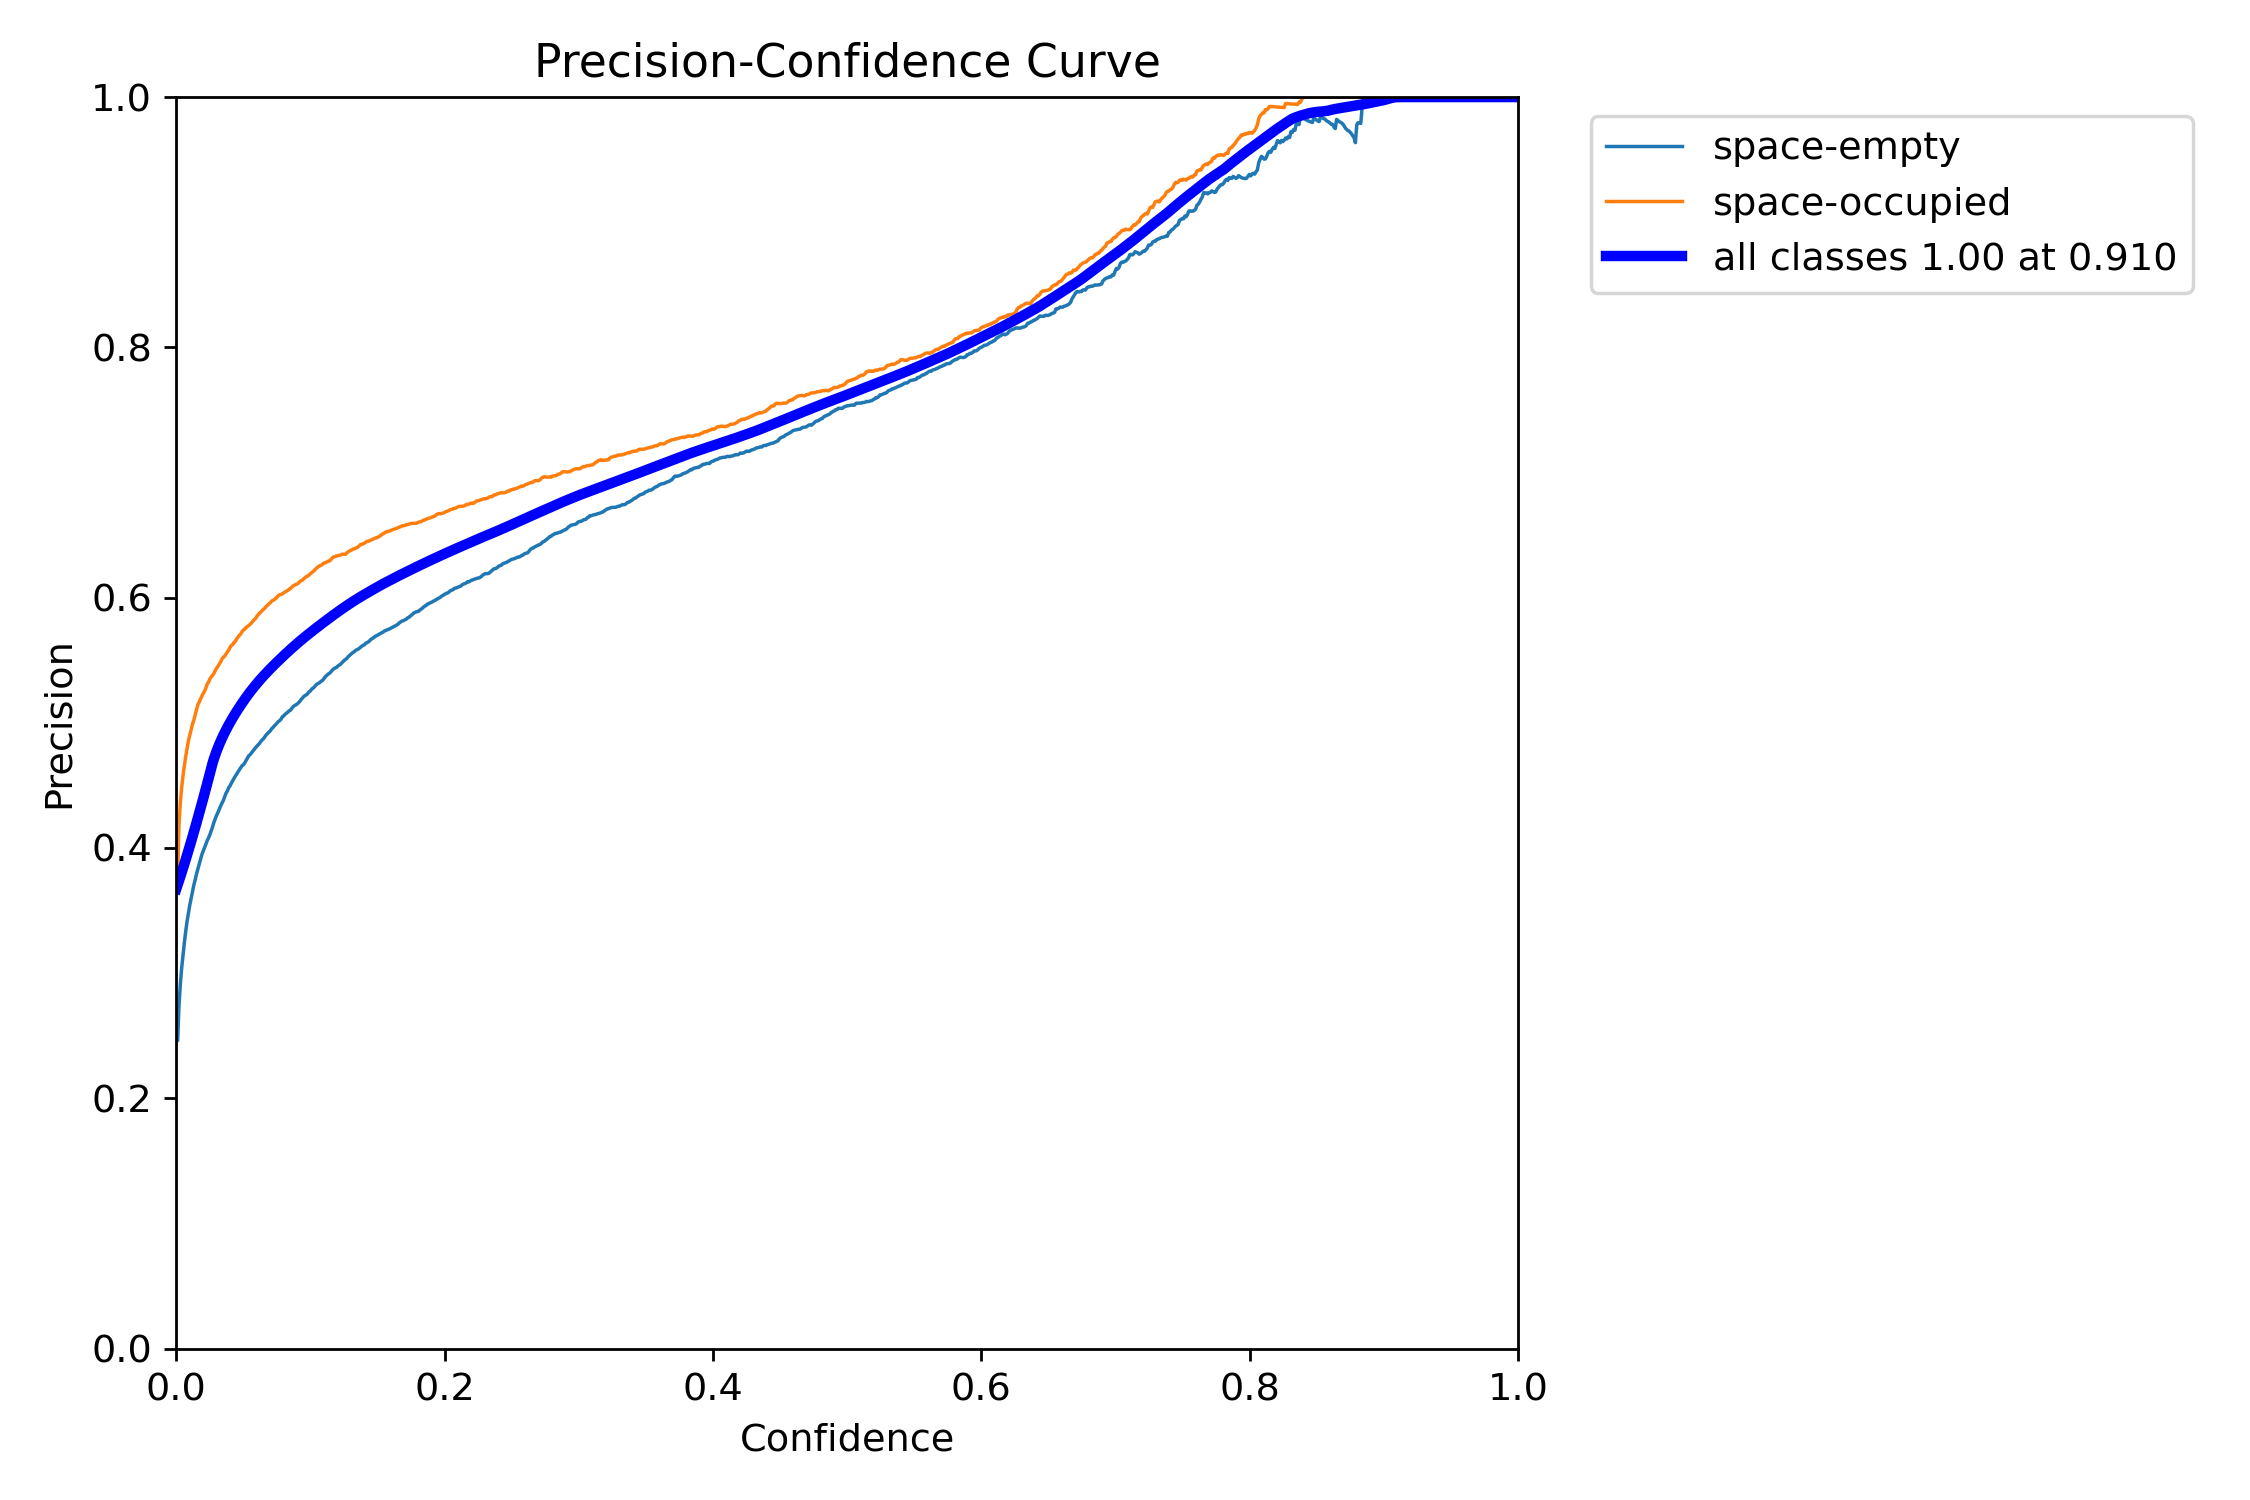 Precision-Confidence Curve
1.0
0.8
0.6
0.4
0.2
0.0
Precision
0.0 0.2 0.4 0.6 0.8 1.0
Confidence
space-empty
space-occupied
all classes 1.00 at 0.910